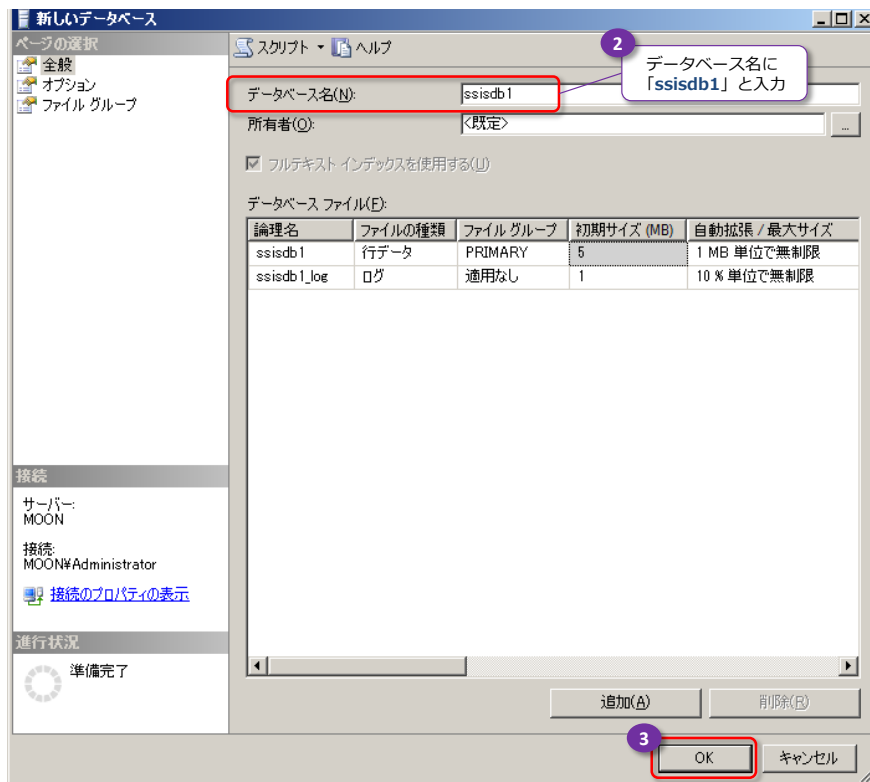 新しいデータベース
ページの選択
全般
オプション
ファイル グループ
スクリプト ヘルプ
2
データベース名に
「ssisdb1」と入力
データベース名(N): ssisdb1
所有者(O): <既定> ...
フルテキスト インデックスを使用する(U)
データベース ファイル(F):
論理名 ファイルの種類 ファイル グループ 初期サイズ (MB) 自動拡張 / 最大サイズ
ssisdb1 行データ PRIMARY 5 1 MB 単位で無制限
ssisdb1_log ログ 適用なし 1 10 % 単位で無制限
接続
サーバー:
MOON
接続:
MOON¥Administrator
接続のプロパティの表示
進行状況
準備完了
追加(A) 削除(R)
3
OK キャンセル